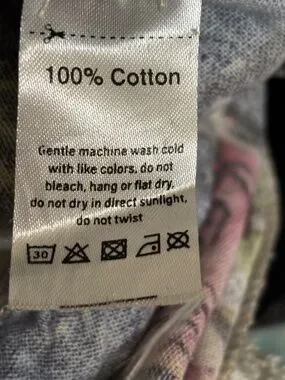 100% Cotton
Gentle machine wash cold
with like colors, do not
bleach, hang or flat dry,
do not dry in direct sunlight,
do not twist
30